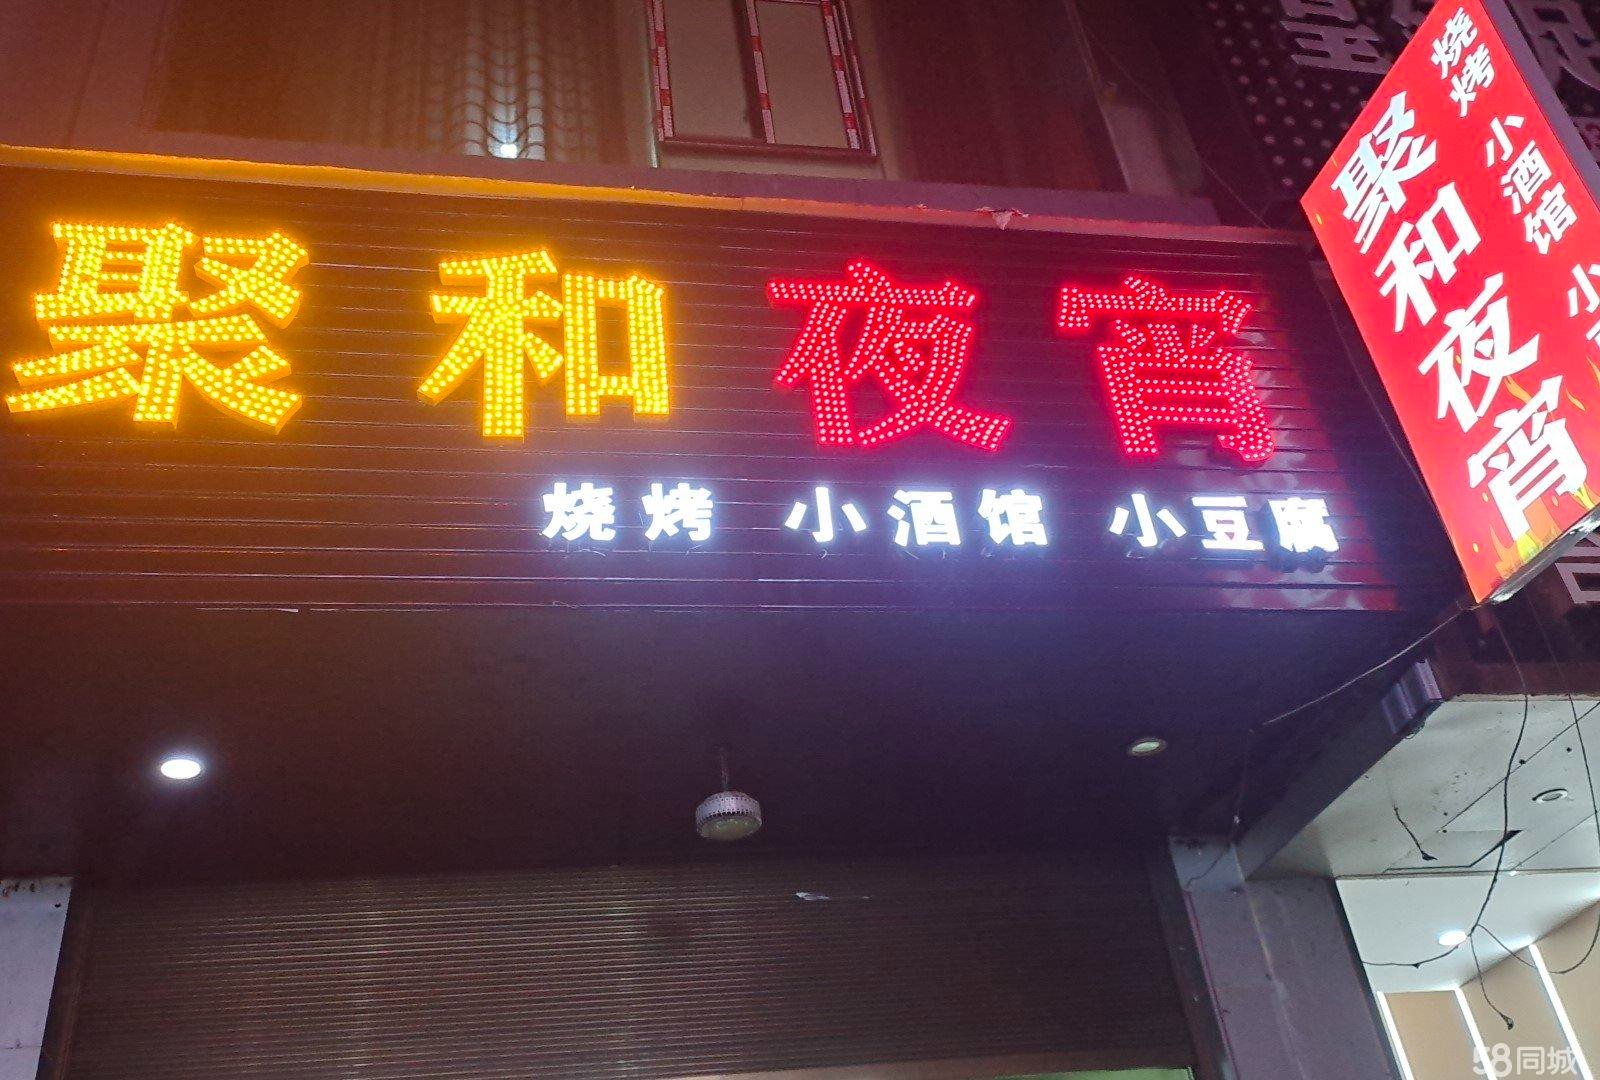 聚和夜宵
烧烤 小酒馆 小豆腐
聚和夜宵
烧烤 小酒馆 小
58同城